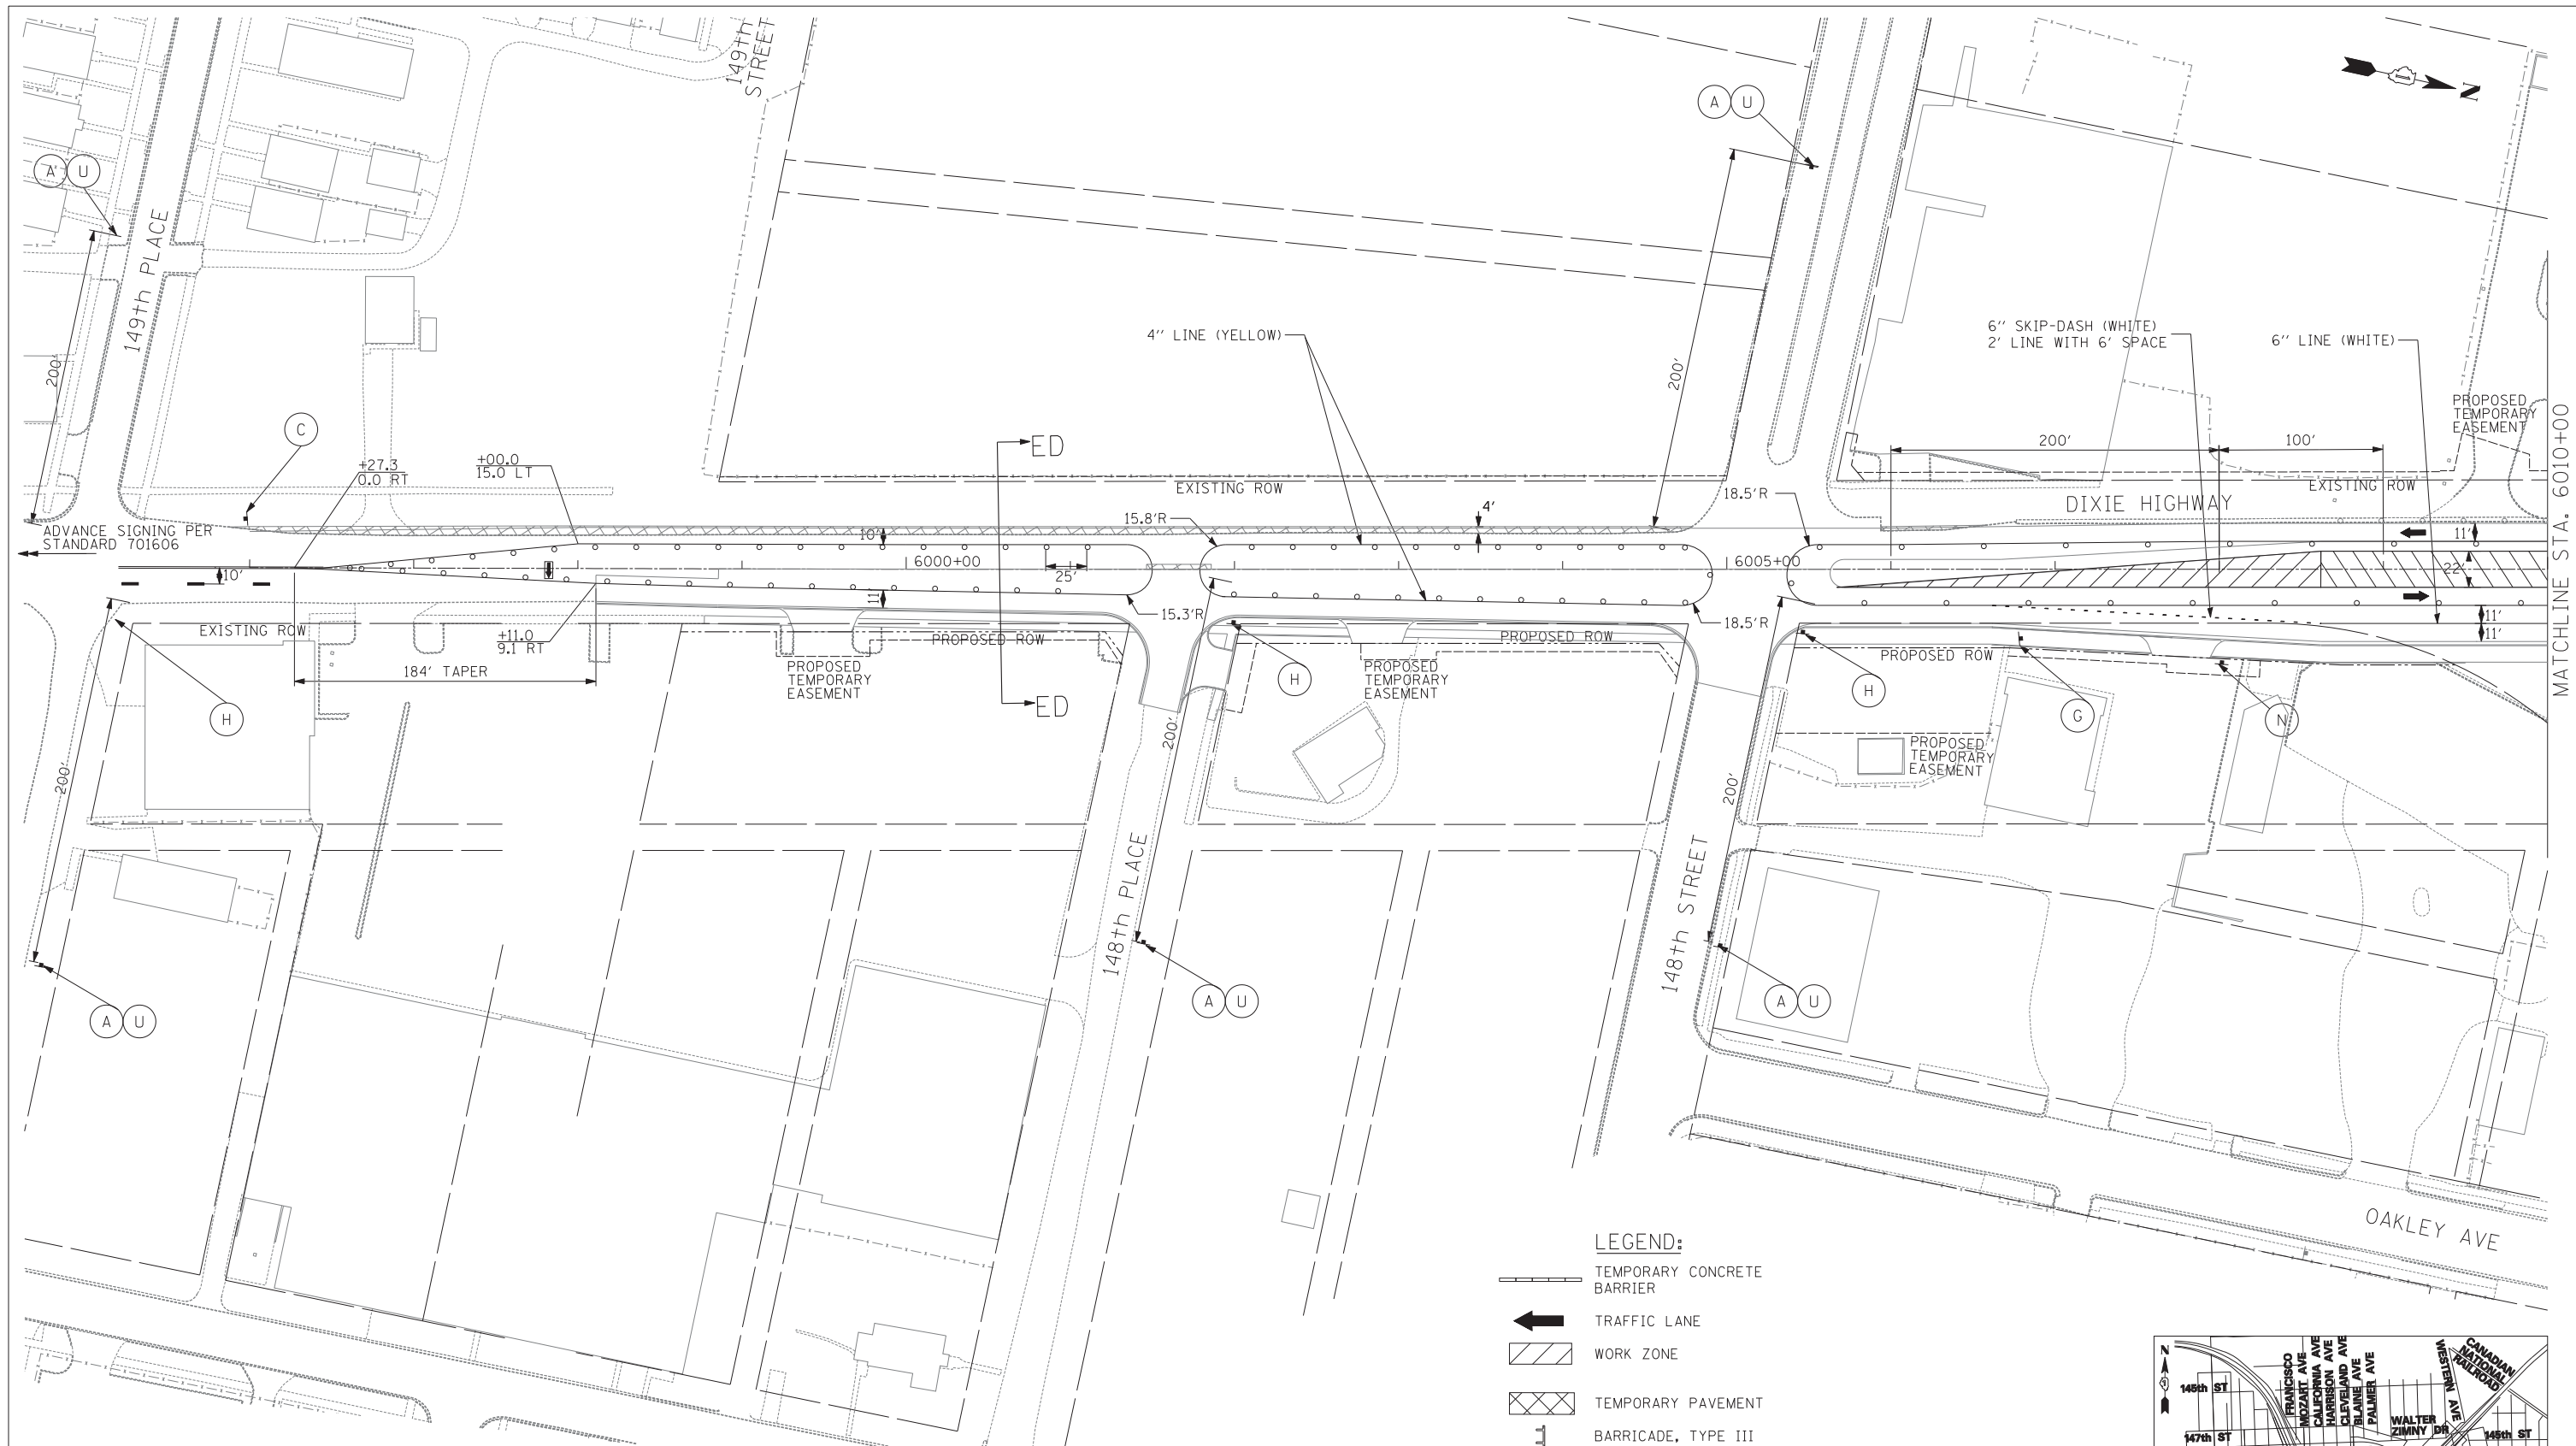 149th
STREET
N
A U
A U
149th PLACE
200'
C
+27.3
0.0 RT
+00.0
15.0 LT
ADVANCE SIGNING PER
STANDARD 701606
10'
10'
ED
ED
4" LINE (YELLOW)
EXISTING ROW
15.8'R
4'
200'
18.5'R
6" SKIP-DASH (WHITE)
2' LINE WITH 6' SPACE
6" LINE (WHITE)
PROPOSED
TEMPORARY
EASEMENT
200'
100'
EXISTING ROW
DIXIE HIGHWAY
11'
22'
11'
11'
MATCHLINE STA. 6010+00
6000+00
25'
11'
6005+00
15.3'R
18.5'R
EXISTING ROW
+11.0
9.1 RT
184' TAPER
H
PROPOSED ROW
PROPOSED
TEMPORARY
EASEMENT
H
PROPOSED ROW
PROPOSED
TEMPORARY
EASEMENT
H
PROPOSED ROW
G
N
PROPOSED
TEMPORARY
EASEMENT
200'
200'
200'
148th PLACE
148th STREET
A U
A U
A U
OAKLEY AVE
LEGEND:
TEMPORARY CONCRETE
BARRIER
TRAFFIC LANE
WORK ZONE
TEMPORARY PAVEMENT
BARRICADE, TYPE III
N
145th ST
147th ST
FRANCISCO
MOZART AVE
CALIFORNIA AVE
HARRISON AVE
CLEVELAND AVE
BLAINE AVE
PALMER AVE
WESTERN AVE
CANADIAN
NATIONAL
RAILROAD
WALTER
ZIMNY DR
145th ST